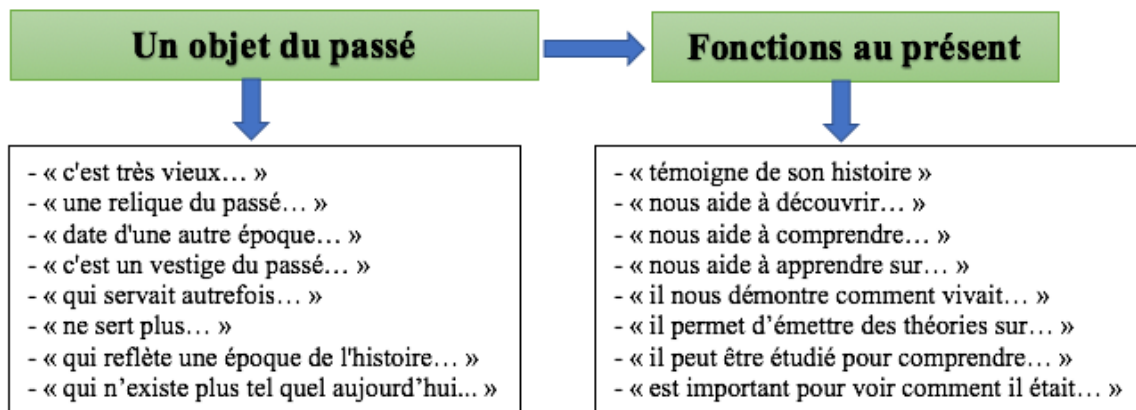 Un objet du passé
Fonctions au présent
- « c'est très vieux… »
- « une relique du passé… »
- « date d'une autre époque… »
- « c'est un vestige du passé… »
- « qui servait autrefois… »
- « ne sert plus… »
- « qui reflète une époque de l'histoire… »
- « qui n’existe plus tel quel aujourd’hui... »
- « témoigne de son histoire »
- « nous aide à découvrir… »
- « nous aide à comprendre… »
- « nous aide à apprendre sur… »
- « il nous démontre comment vivait… »
- « il permet d’émettre des théories sur… »
- « il peut être étudié pour comprendre… »
- « est important pour voir comment il était… »